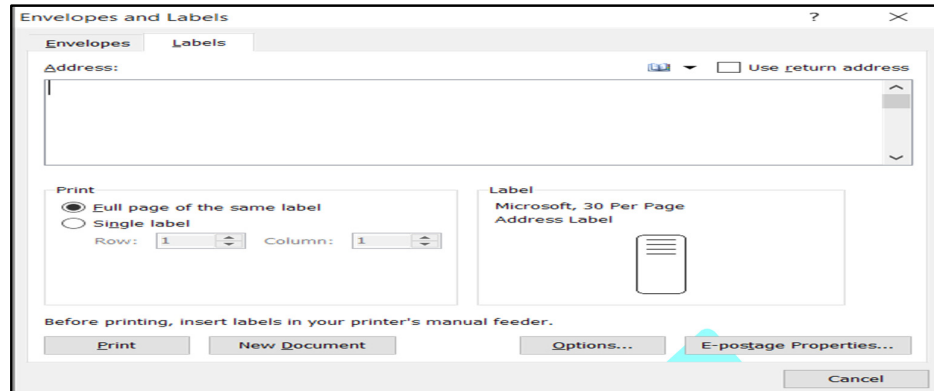 Envelopes and Labels
Envelopes Labels
Address: Use return address
Print
Full page of the same label
Single label
Row: 1 Column: 1
Label
Microsoft, 30 Per Page
Address Label
Before printing, insert labels in your printer's manual feeder.
Print New Document Options... E-postage Properties...
Cancel